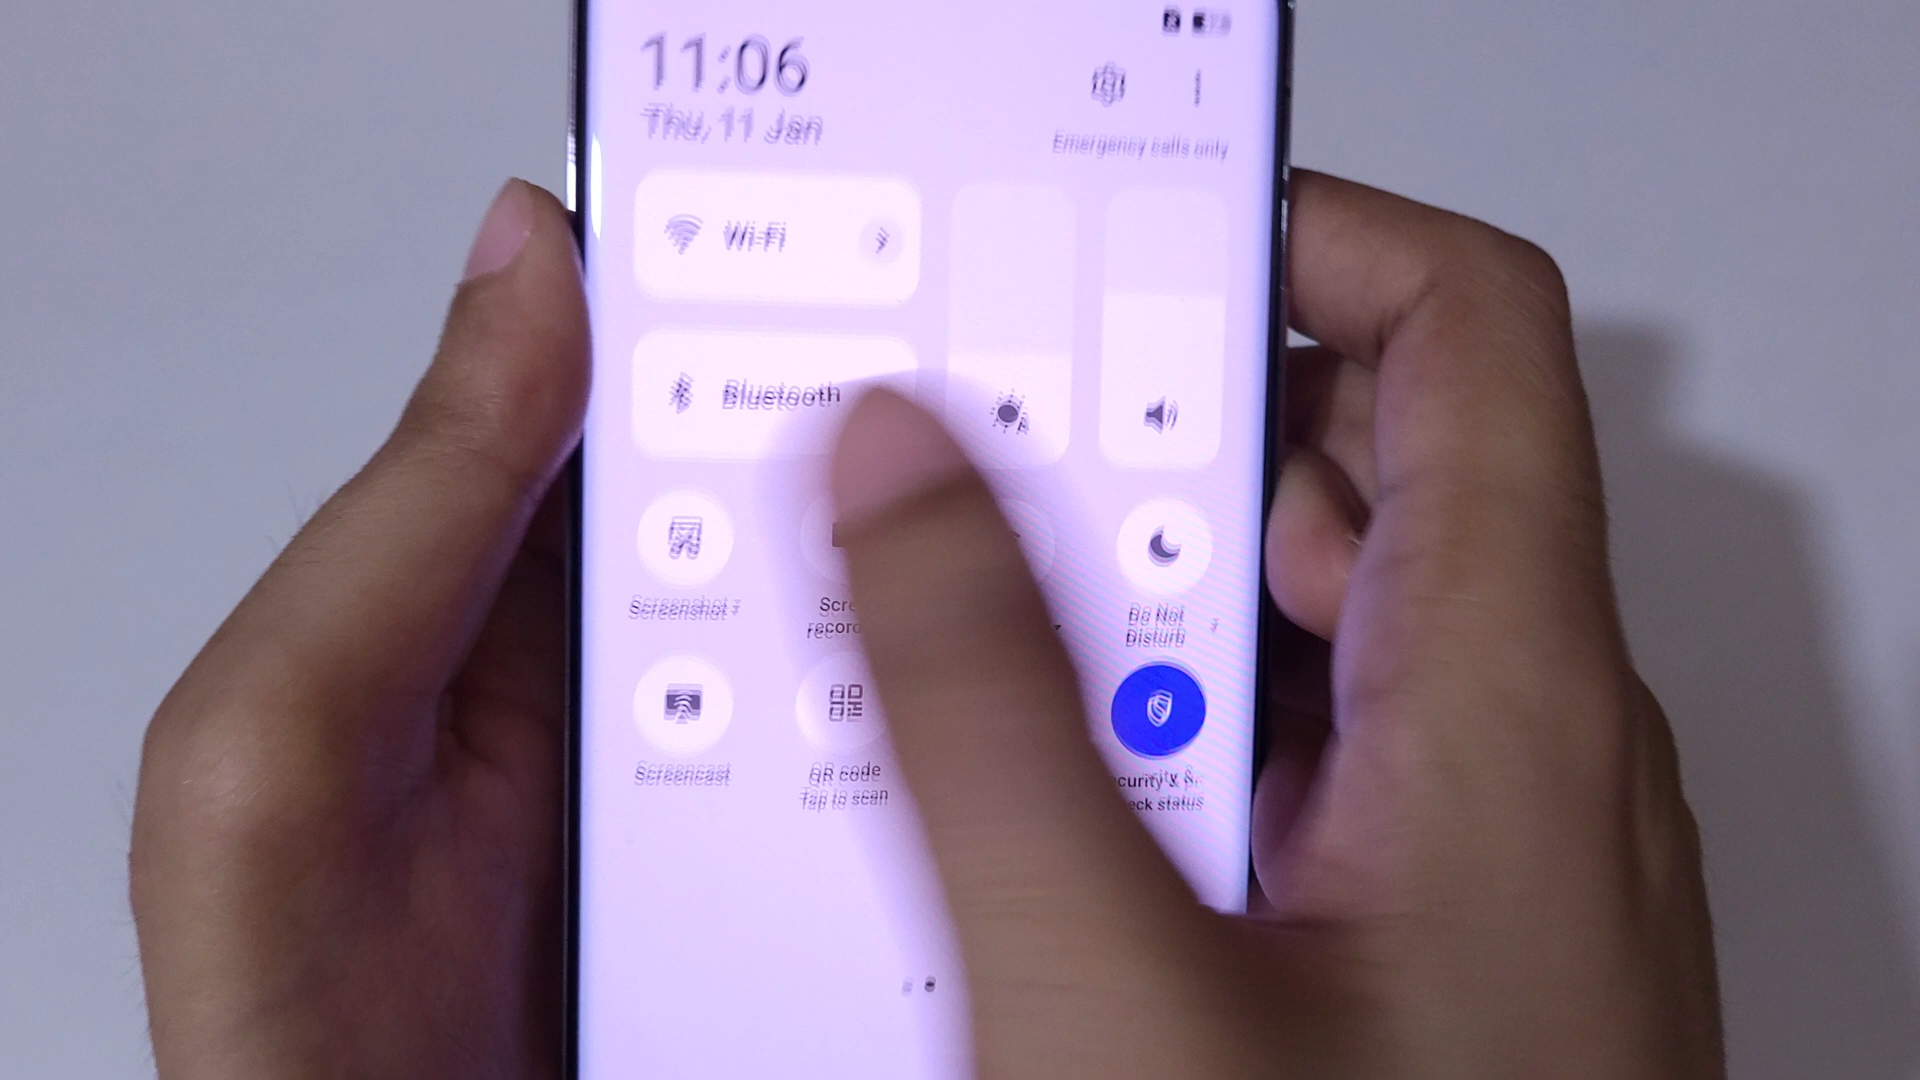 11:06
Thu, 11 Jan
Emergency calls only
Wi-Fi
Bluetooth
Screenshot
Do Not
Disturb
Screencast
QR code
Tap to scan
status